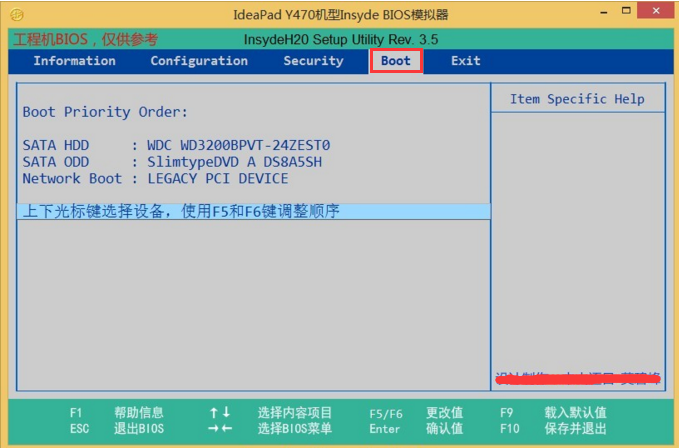 IdeaPad Y470机型Insyde BIOS模拟器
工程机BIOS，仅供参考 InsydeH20 Setup Utility Rev. 3.5
Information Configuration Security Boot Exit
Boot Priority Order:
SATA HDD : WDC WD3200BPVT-24ZEST0
SATA ODD : SlimtypeDVD A DS8A5SH
Network Boot : LEGACY PCI DEVICE
上下光标键选择设备，使用F5和F6键调整顺序
Item Specific Help
F1 帮助信息 ↑↓ 选择内容项目 F5/F6 更改值 F9 载入默认值
ESC 退出BIOS →← 选择BIOS菜单 Enter 确认值 F10 保存并退出